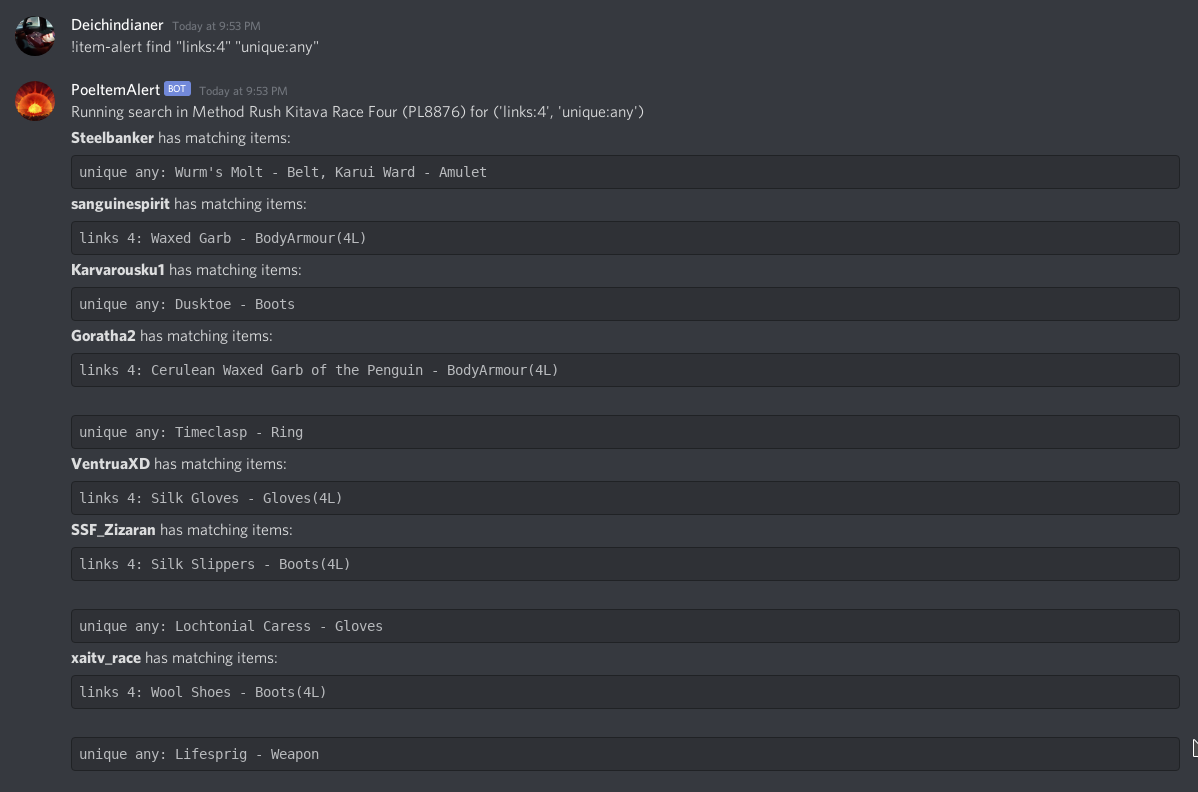 Deichindianer Today at 9:53 PM
!item-alert find "links:4" "unique:any"
PoeItemAlert BOT Today at 9:53 PM
Running search in Method Rush Kitava Race Four (PL8876) for ('links:4', 'unique:any')
Steelbanker has matching items:
unique any: Wurm's Molt - Belt, Karui Ward - Amulet
sanguinespirit has matching items:
links 4: Waxed Garb - BodyArmour(4L)
Karvarousku1 has matching items:
unique any: Dusktoe - Boots
Goratha2 has matching items:
links 4: Cerulean Waxed Garb of the Penguin - BodyArmour(4L)
unique any: Timeclasp - Ring
VentruaXD has matching items:
links 4: Silk Gloves - Gloves(4L)
SSF_Zizaran has matching items:
links 4: Silk Slippers - Boots(4L)
unique any: Lochtonial Caress - Gloves
xaitv_race has matching items:
links 4: Wool Shoes - Boots(4L)
unique any: Lifesprig - Weapon